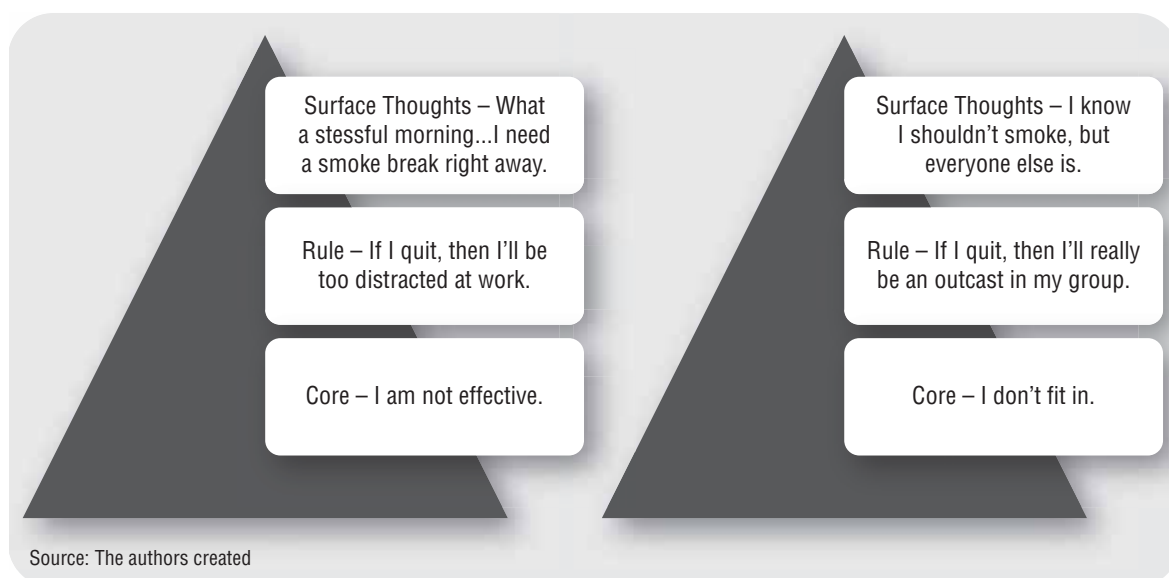 Surface Thoughts – What
a stessful morning...I need
a smoke break right away.
Rule – If I quit, then I’ll be
too distracted at work.
Core – I am not effective.
Surface Thoughts – I know
I shouldn’t smoke, but
everyone else is.
Rule – If I quit, then I’ll really
be an outcast in my group.
Core – I don’t fit in.
Source: The authors created